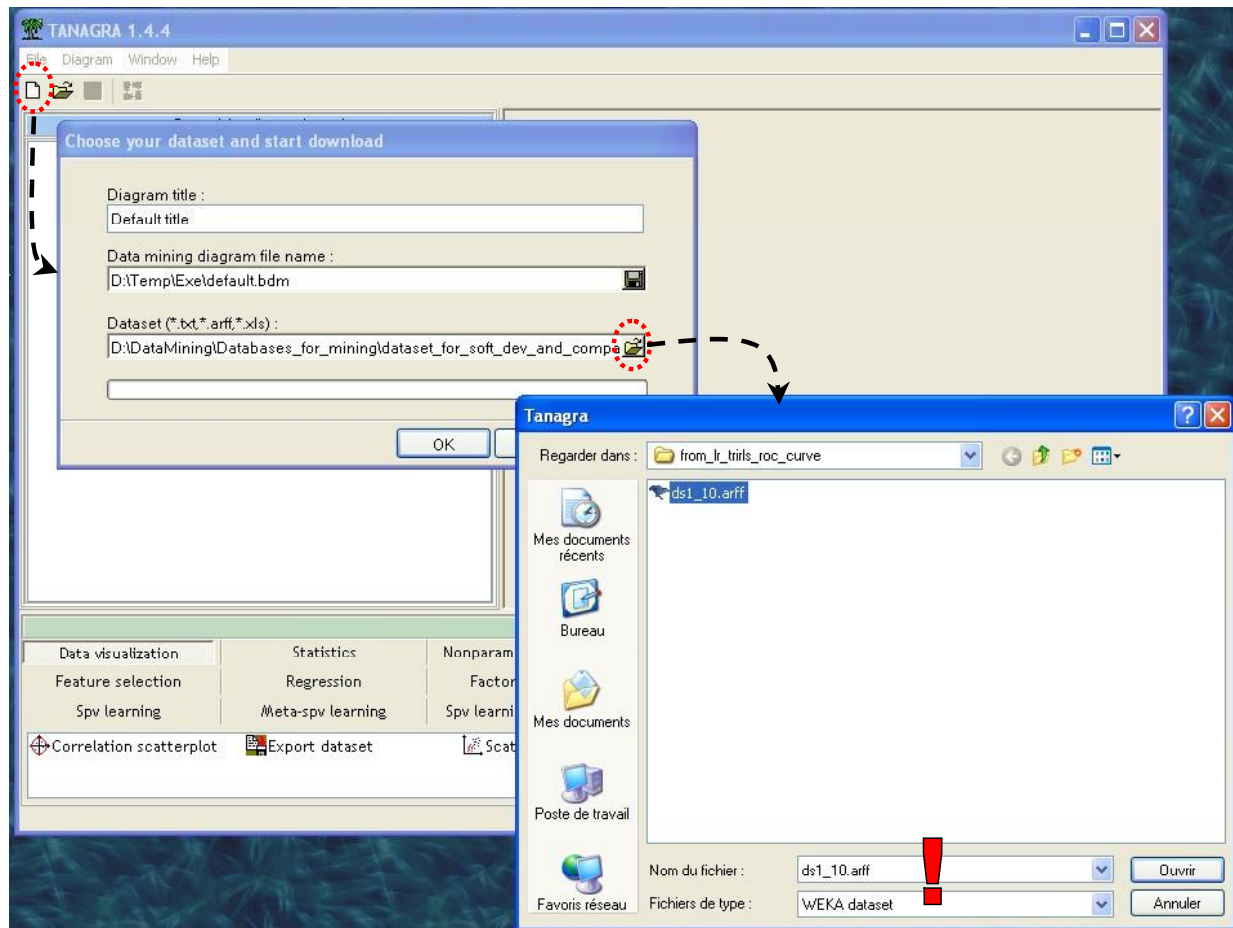 TANAGRA 1.4.4
File Diagram Window Help
Choose your dataset and start download
Diagram title :
Default title
Data mining diagram file name :
D:\Temp\Exe\default.bdm
Dataset (*.txt,*.arff,*.xls) :
D:\DataMining\Databases_for_mining\dataset_for_soft_dev_and_compa
OK
Tanagra
Regarder dans :
from_lr_trirls_roc_curve
ds1_10.arff
Mes documents
récents
Bureau
Mes documents
Poste de travail
Favoris réseau
Nom du fichier :
ds1_10.arff
Ouvrir
Fichiers de type :
WEKA dataset
Annuler
!
Data visualization Statistics Nonparam
Feature selection Regression Factor
Spv learning Meta-spv learning Spv learni
Correlation scatterplot Export dataset Scat